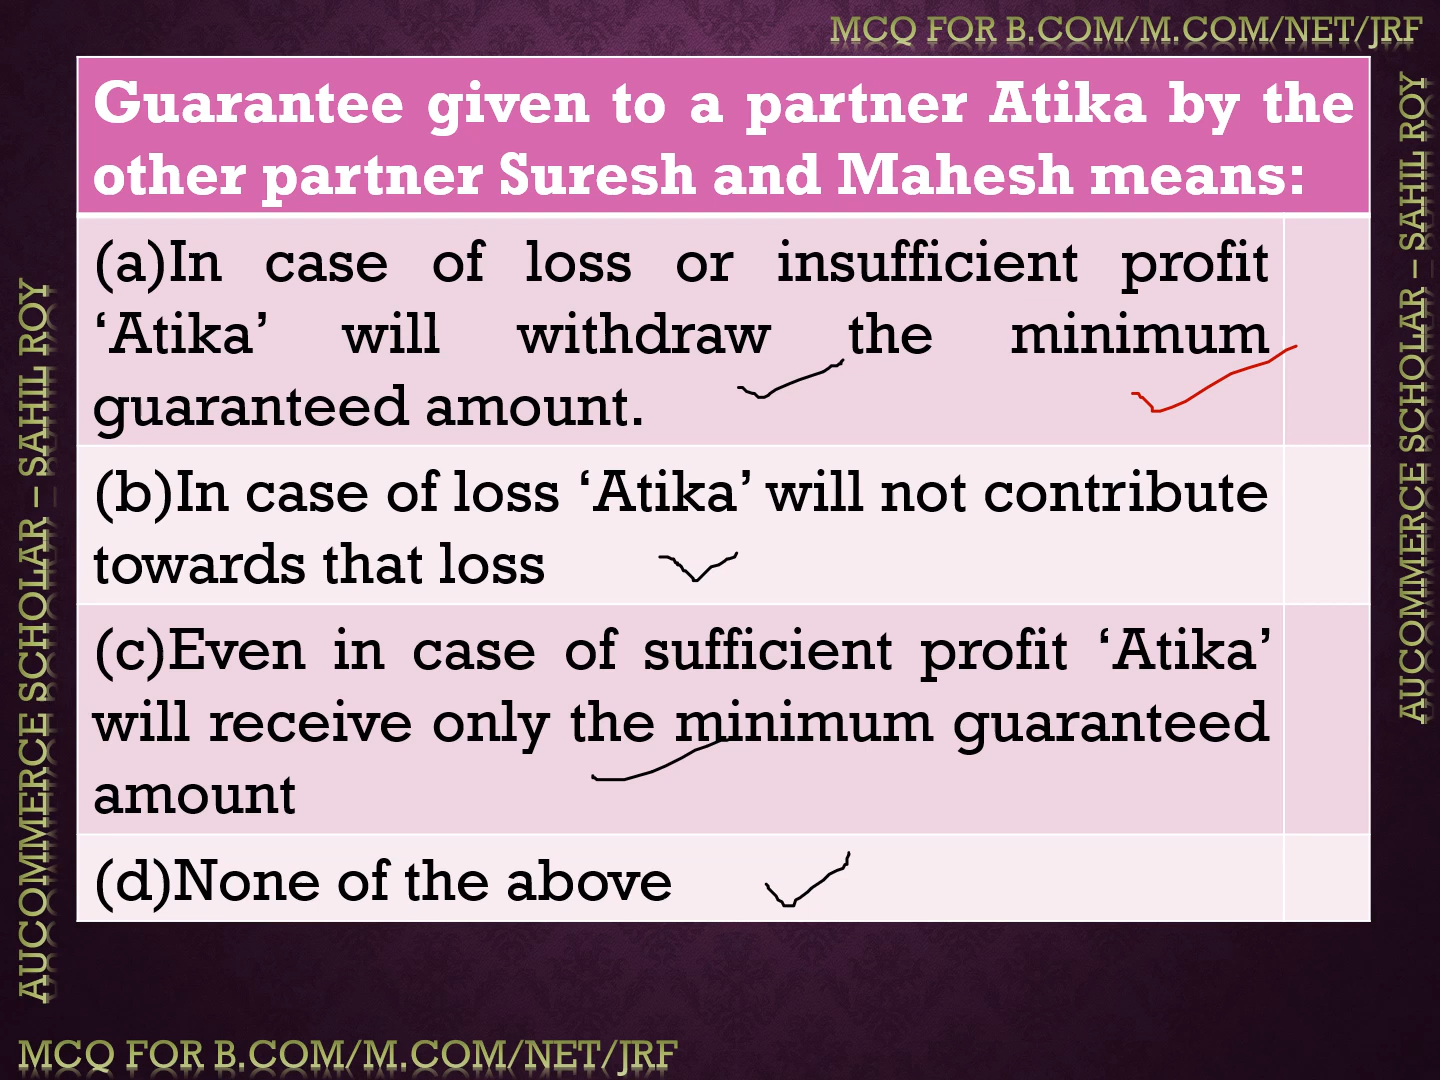 MCQ FOR B.COM/M.COM/NET/JRF
Guarantee given to a partner Atika by the
other partner Suresh and Mahesh means:
(a)In case of loss or insufficient profit
‘Atika’ will withdraw the minimum
guaranteed amount.
(b)In case of loss ‘Atika’ will not contribute
towards that loss
(c)Even in case of sufficient profit ‘Atika’
will receive only the minimum guaranteed
amount
(d)None of the above
AUCOMMERCE SCHOLAR – SAHIL ROY
AUCOMMERCE SCHOLAR – SAHIL ROY
MCQ FOR B.COM/M.COM/NET/JRF